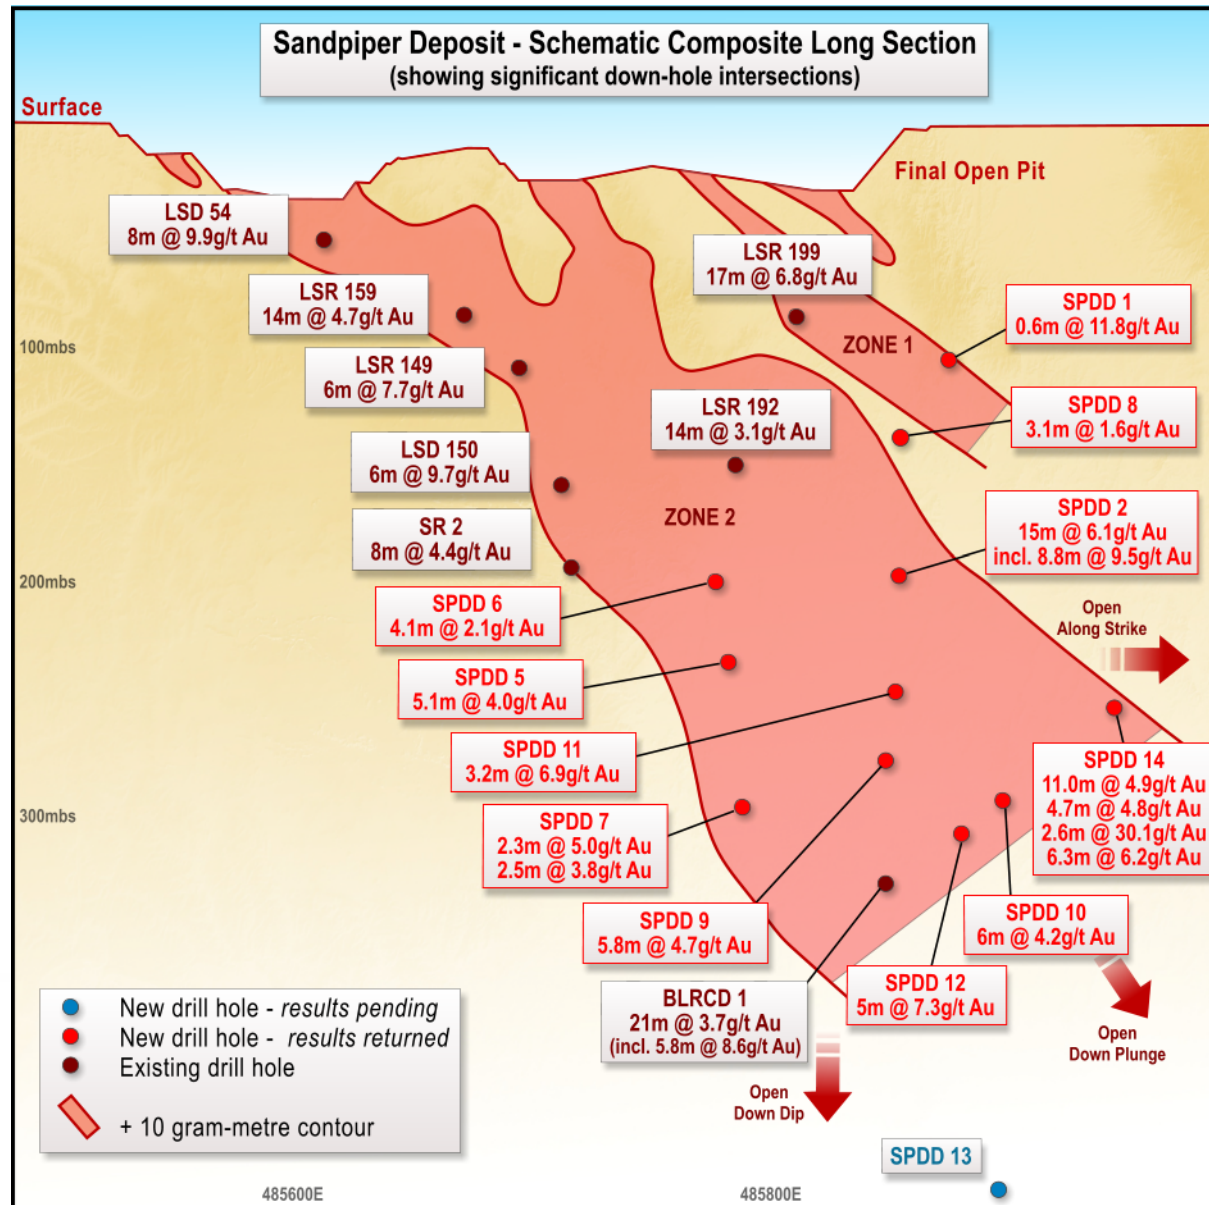 Sandpiper Deposit - Schematic Composite Long Section
(showing significant down-hole intersections)
Surface
Final Open Pit
LSD 54
8m @ 9.9g/t Au
LSR 199
17m @ 6.8g/t Au
LSR 159
14m @ 4.7g/t Au
SPDD 1
0.6m @ 11.8g/t Au
100mbs
ZONE 1
LSR 149
6m @ 7.7g/t Au
LSR 192
14m @ 3.1g/t Au
SPDD 8
3.1m @ 1.6g/t Au
LSD 150
6m @ 9.7g/t Au
ZONE 2
SPDD 2
15m @ 6.1g/t Au
incl. 8.8m @ 9.5g/t Au
SR 2
8m @ 4.4g/t Au
200mbs
SPDD 6
4.1m @ 2.1g/t Au
Open
Along Strike
SPDD 5
5.1m @ 4.0g/t Au
SPDD 11
3.2m @ 6.9g/t Au
SPDD 14
11.0m @ 4.9g/t Au
4.7m @ 4.8g/t Au
2.6m @ 30.1g/t Au
6.3m @ 6.2g/t Au
300mbs
SPDD 7
2.3m @ 5.0g/t Au
2.5m @ 3.8g/t Au
SPDD 9
5.8m @ 4.7g/t Au
SPDD 10
6m @ 4.2g/t Au
SPDD 12
5m @ 7.3g/t Au
BLRCD 1
21m @ 3.7g/t Au
(incl. 5.8m @ 8.6g/t Au)
Open
Down Plunge
Open
Down Dip
New drill hole - results pending
New drill hole - results returned
Existing drill hole
+ 10 gram-metre contour
SPDD 13
485600E
485800E